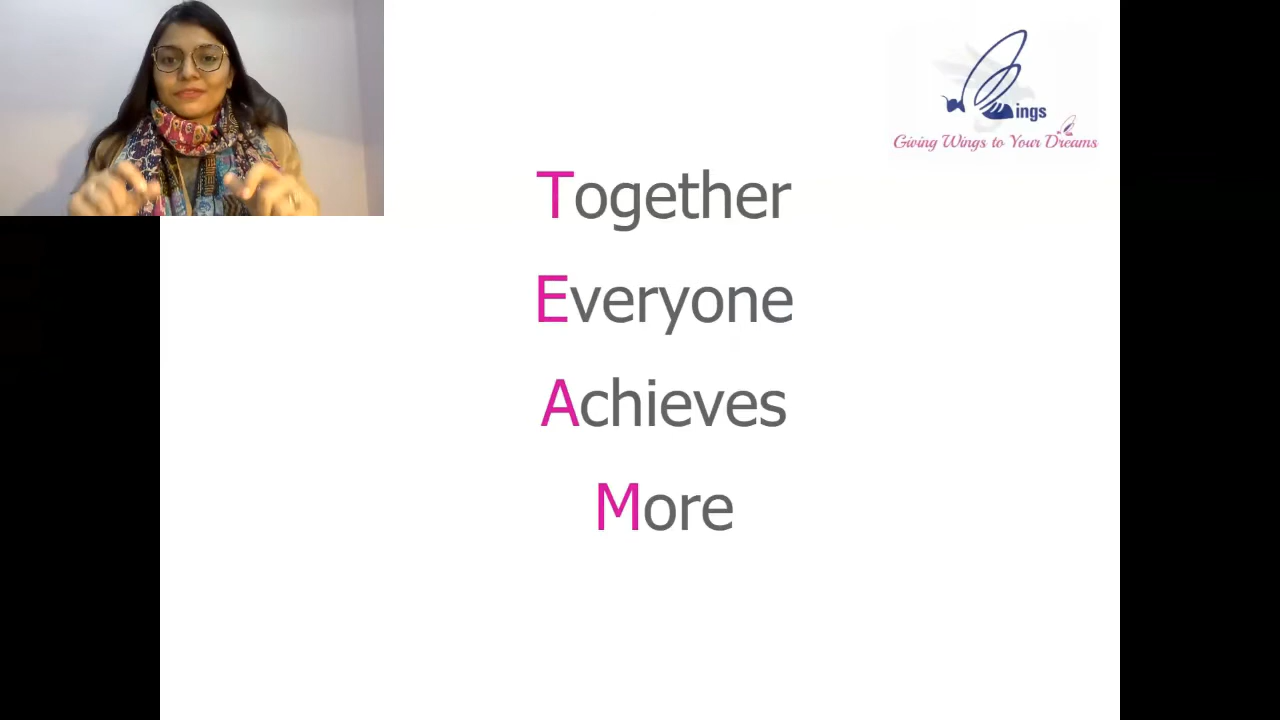 ings
Giving Wings to Your Dreams
Together
Everyone
Achieves
More